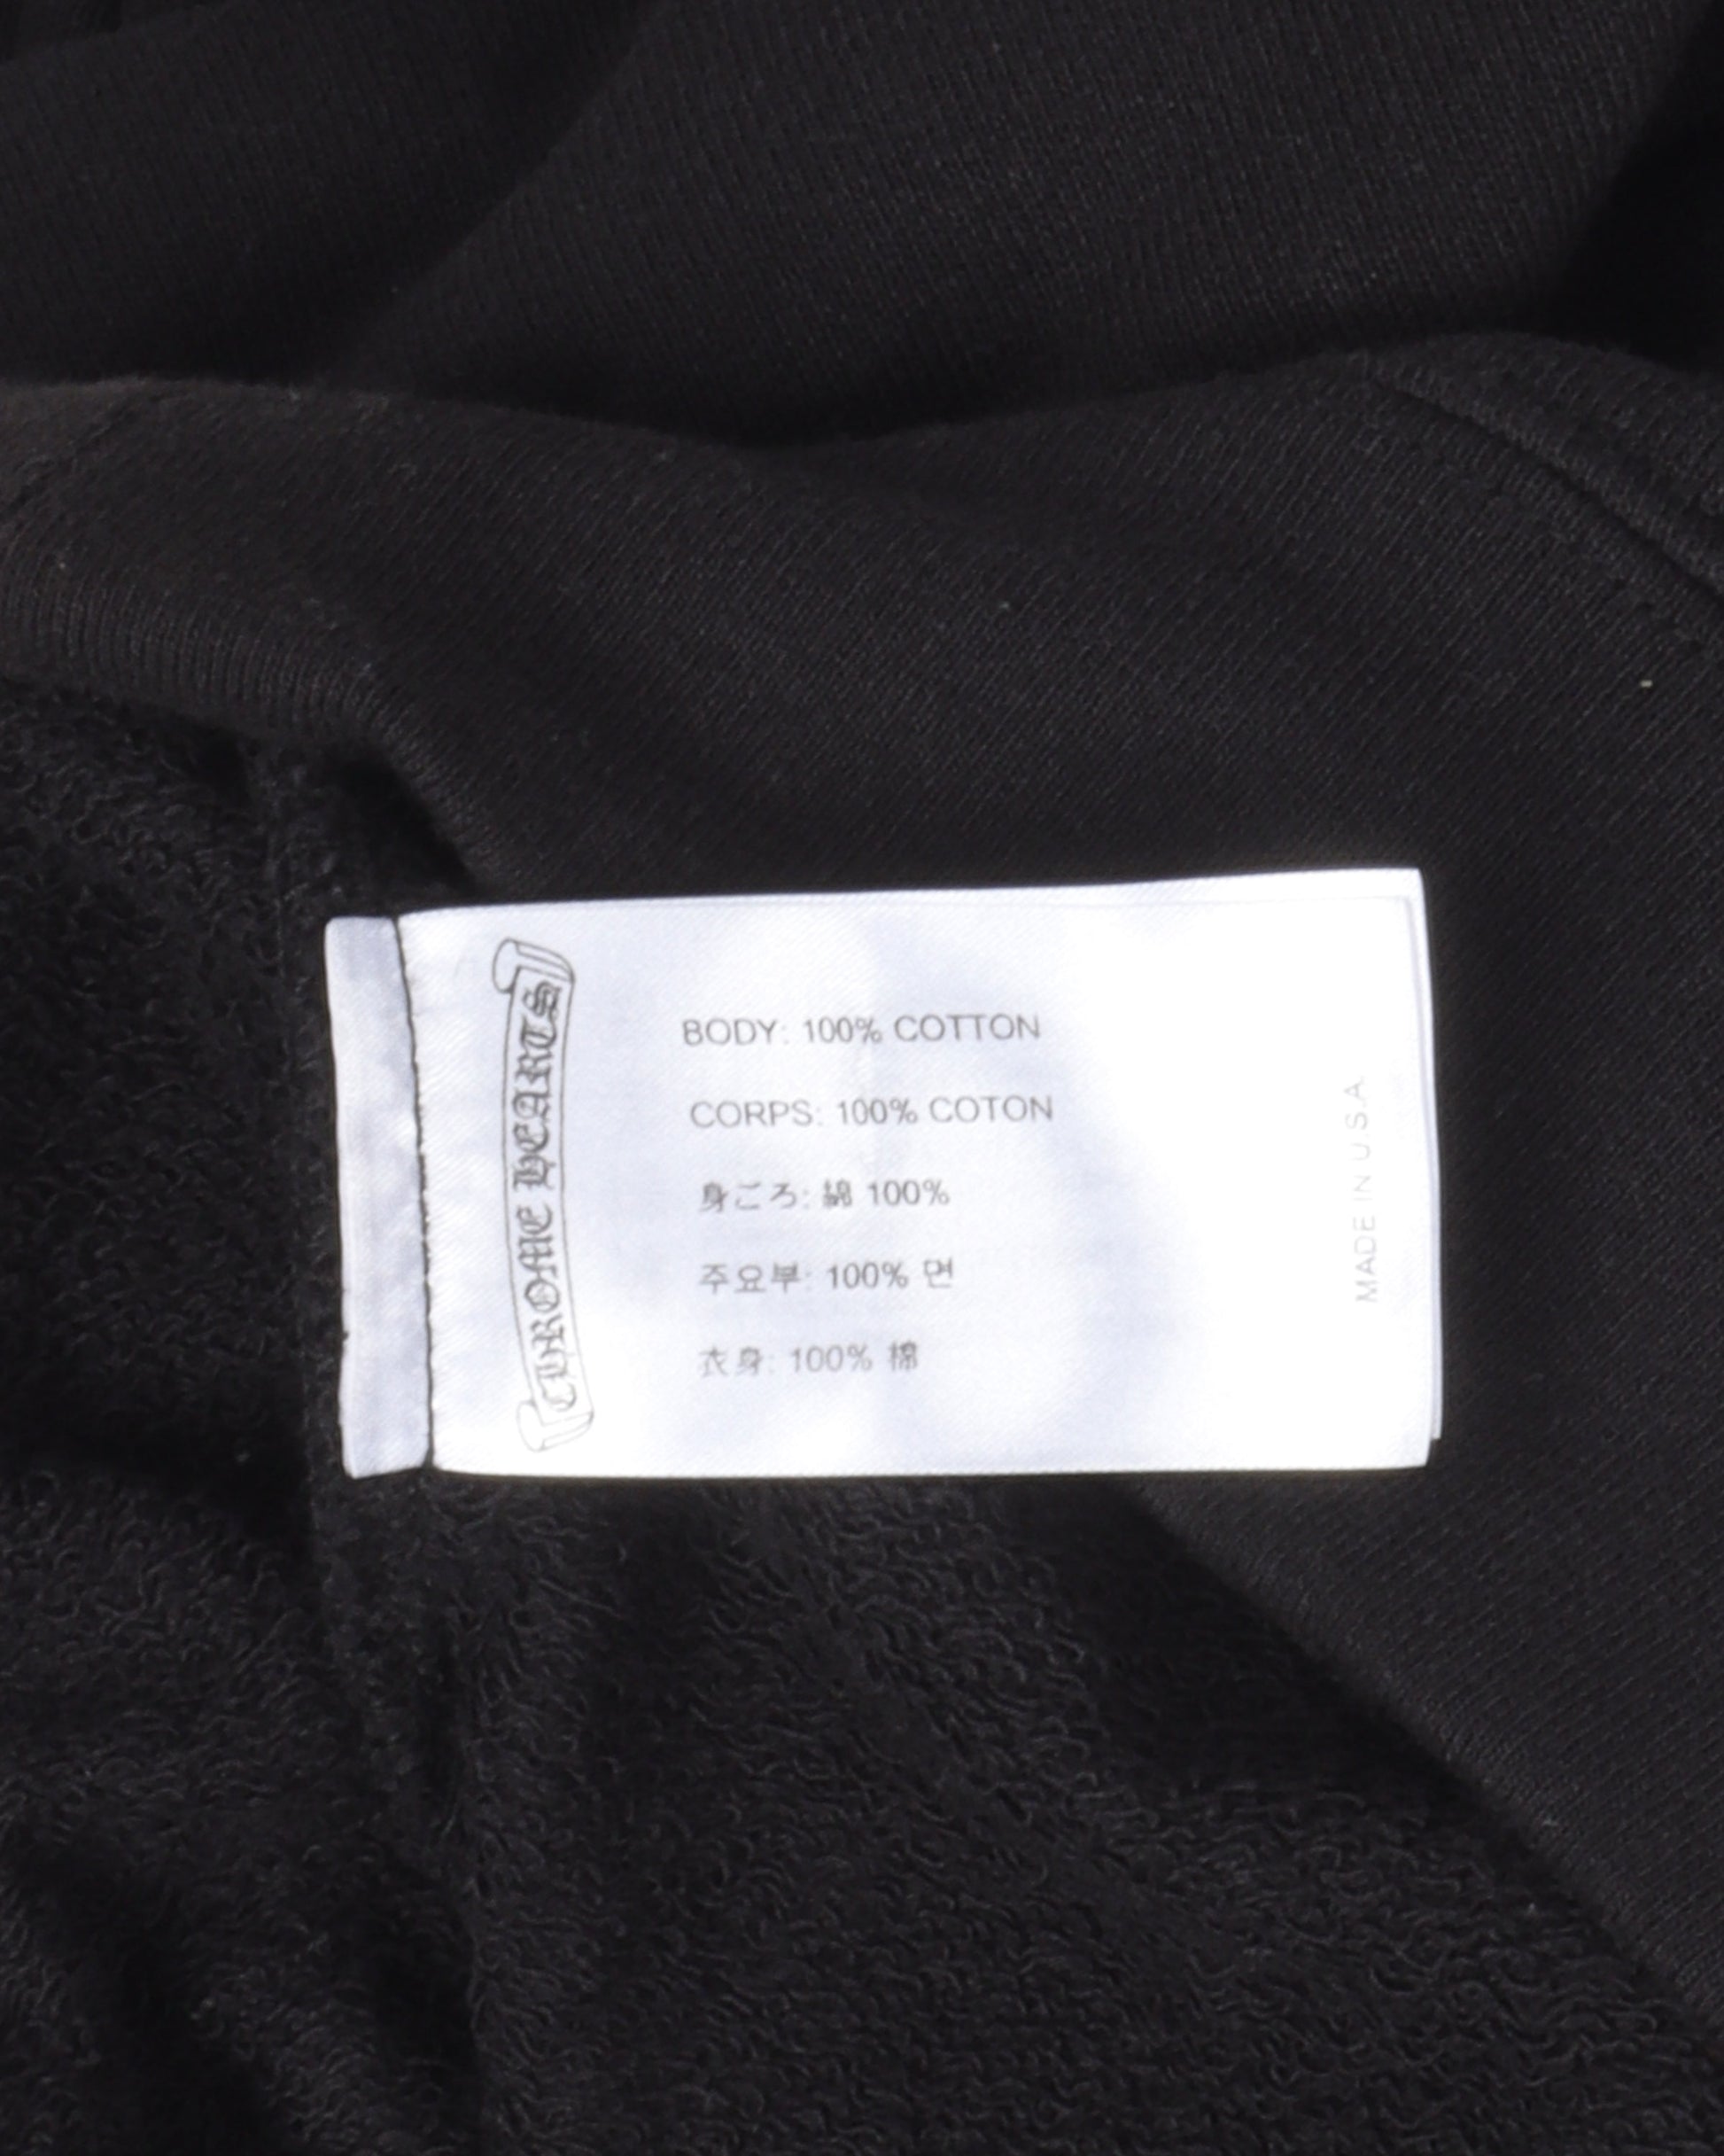 CHROME HEARTS
BODY: 100% COTTON
CORPS: 100% COTON
身ごろ: 綿 100%
주요부: 100% 면
衣身: 100% 棉
MADE IN U.S.A.